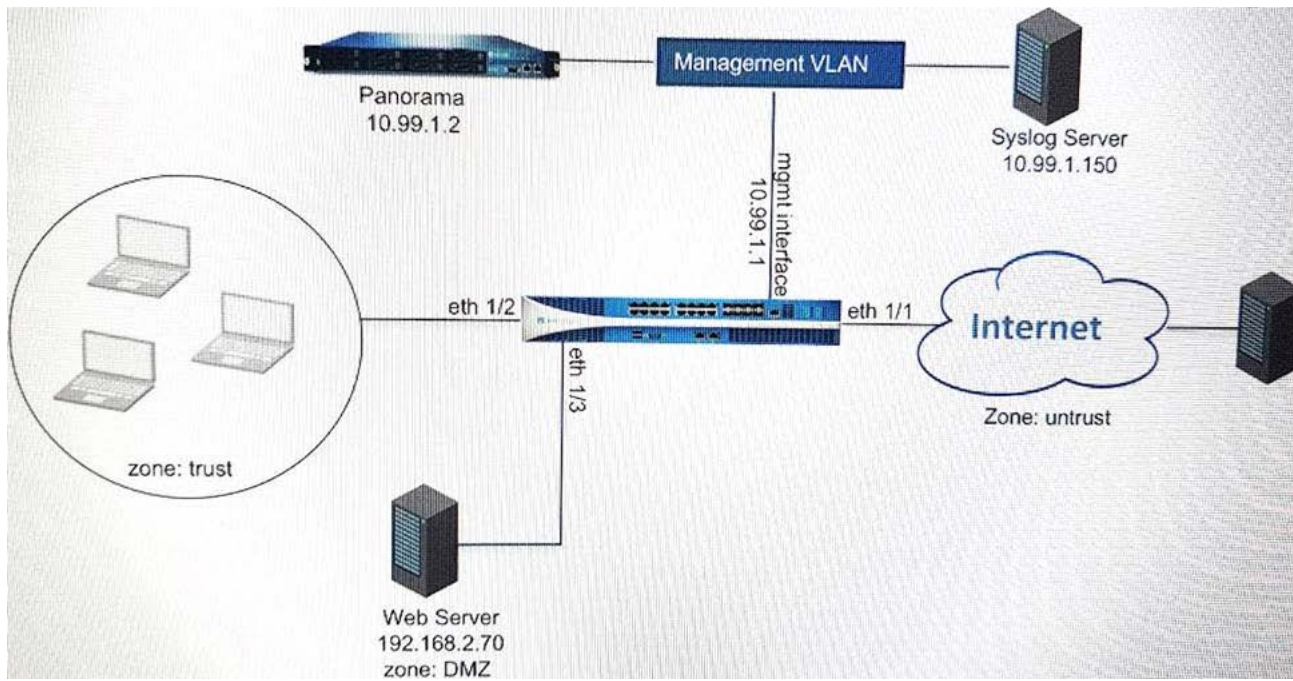 Management VLAN
Panorama
10.99.1.2
Syslog Server
10.99.1.150
mgmt interface
10.99.1.1
eth 1/2
eth 1/1
eth 1/3
Internet
Zone: untrust
zone: trust
Web Server
192.168.2.70
zone: DMZ